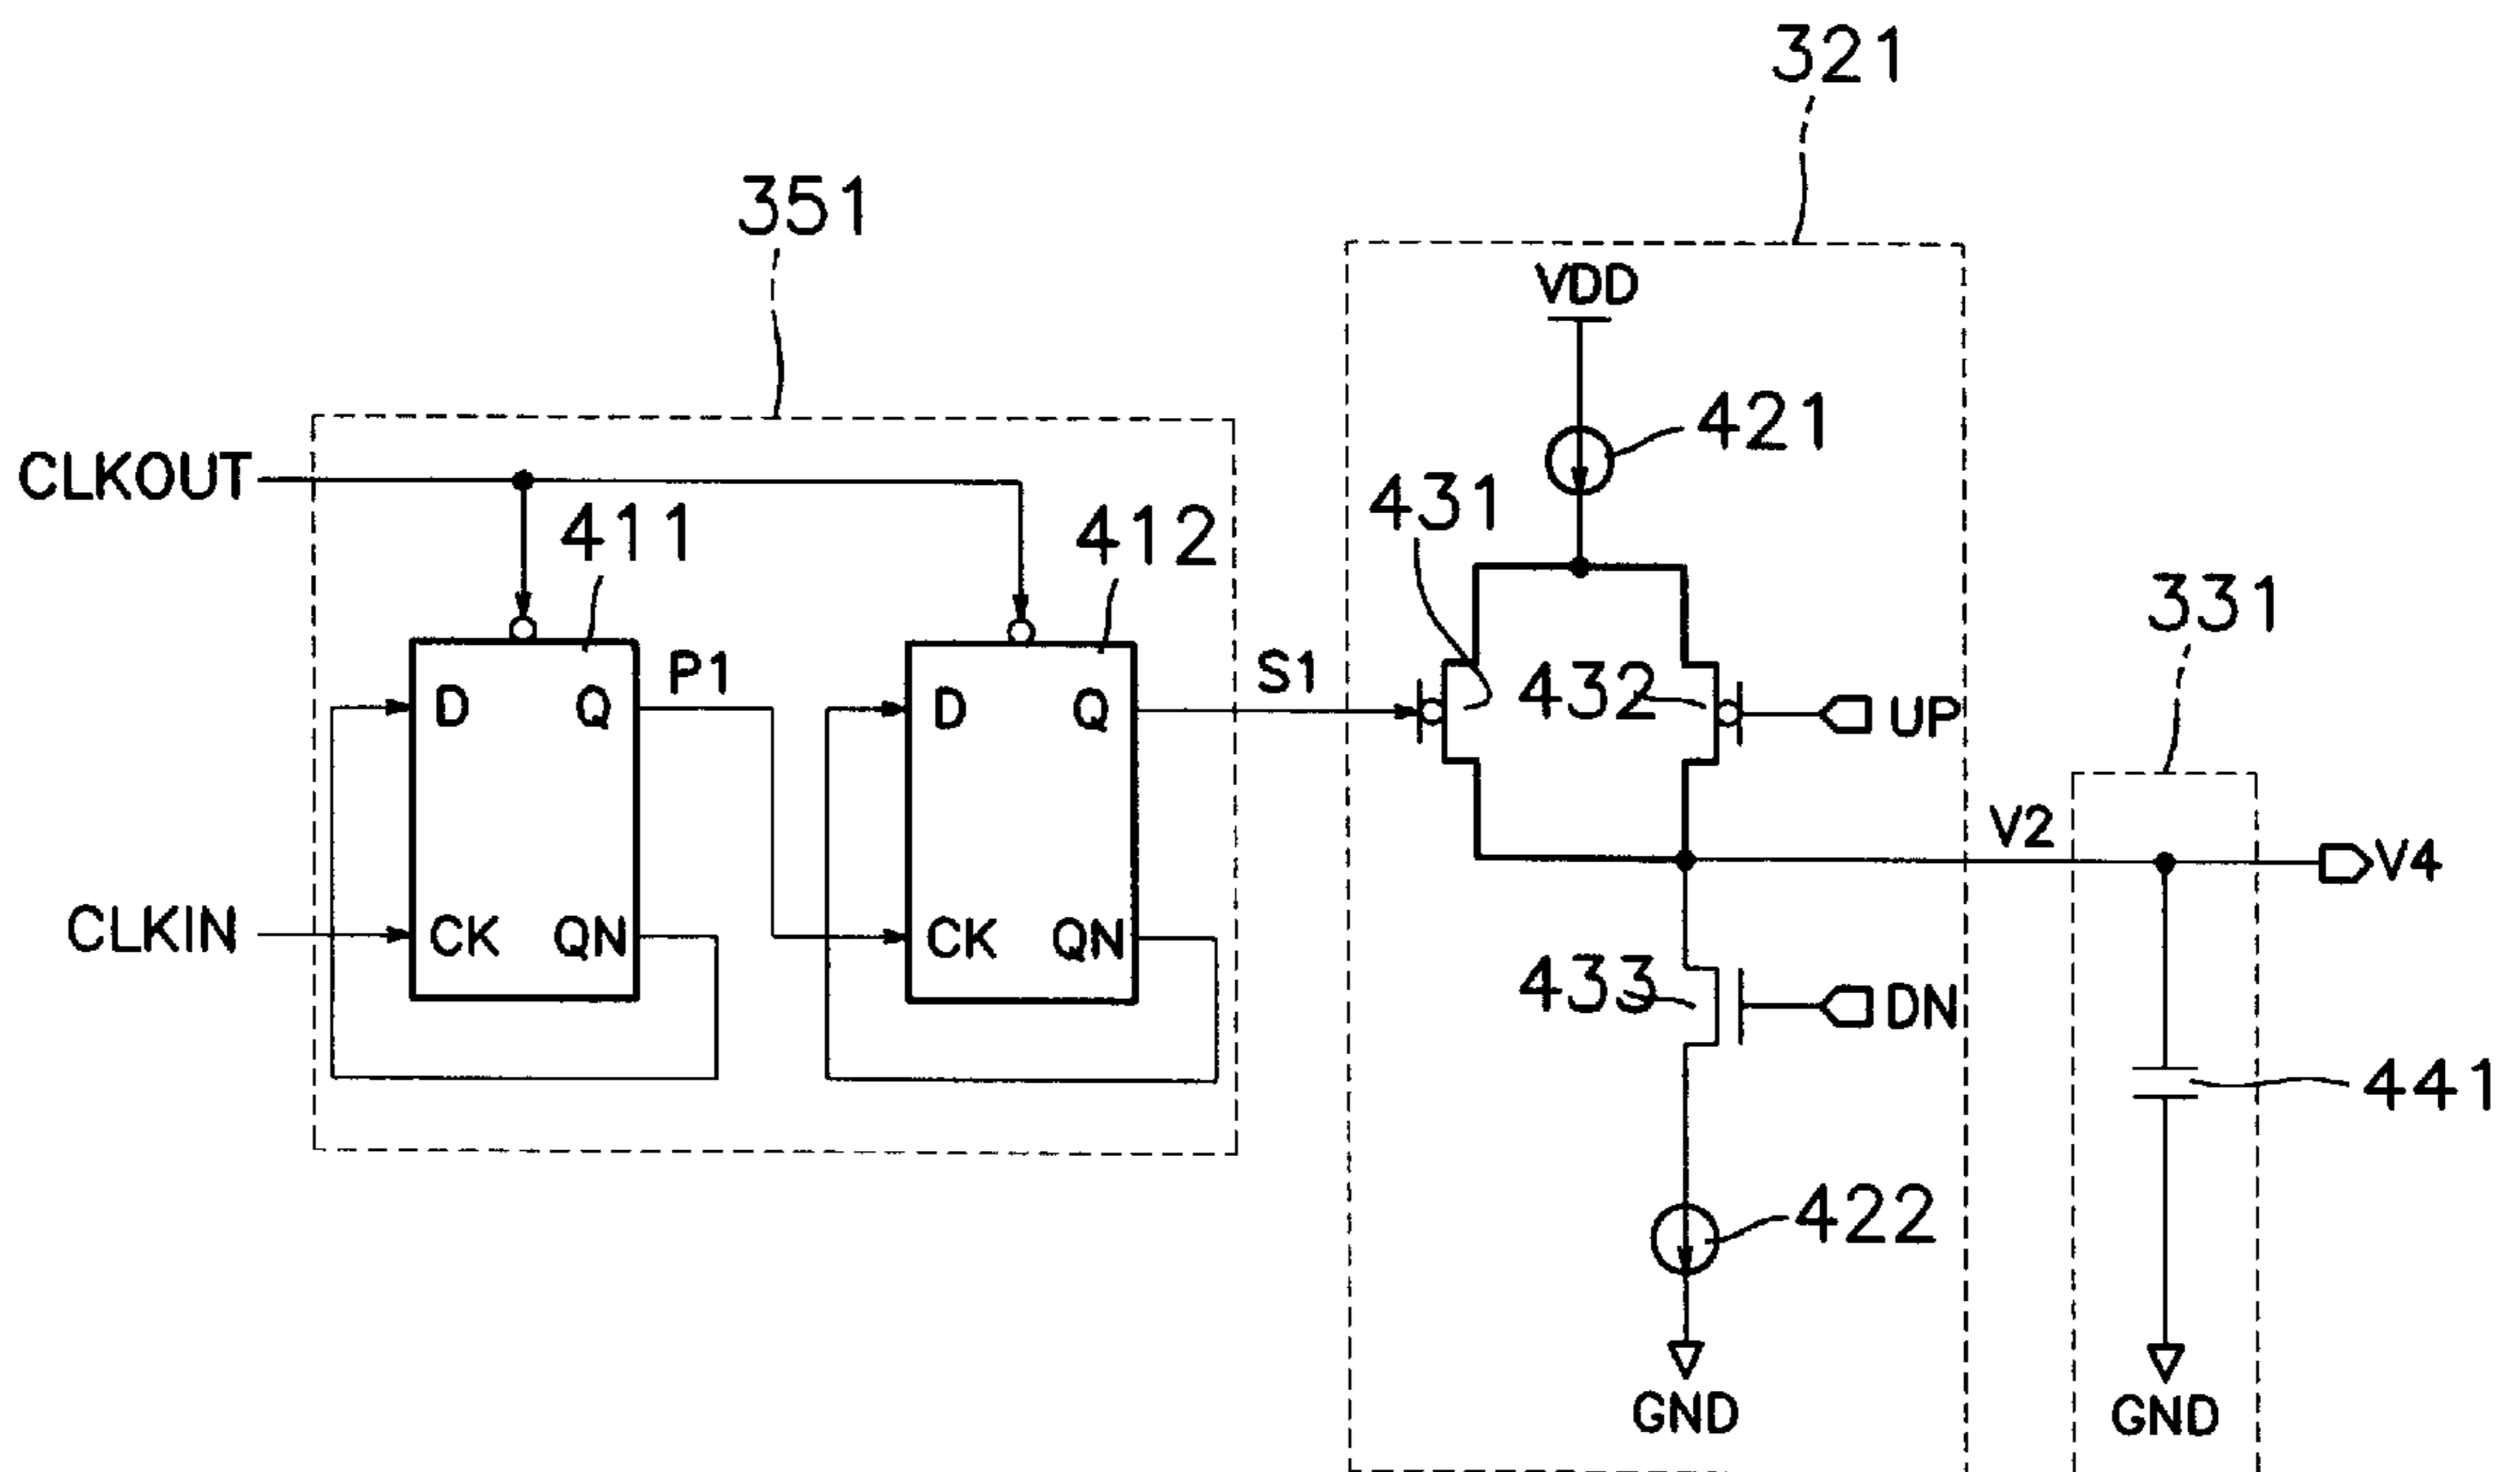 321
351
VDD
421
CLKOUT
431
411
412
331
P1
S1
D
Q
D
Q
432
UP
V2
V4
CLKIN
CK
QN
CK
QN
433
DN
441
422
GND
GND